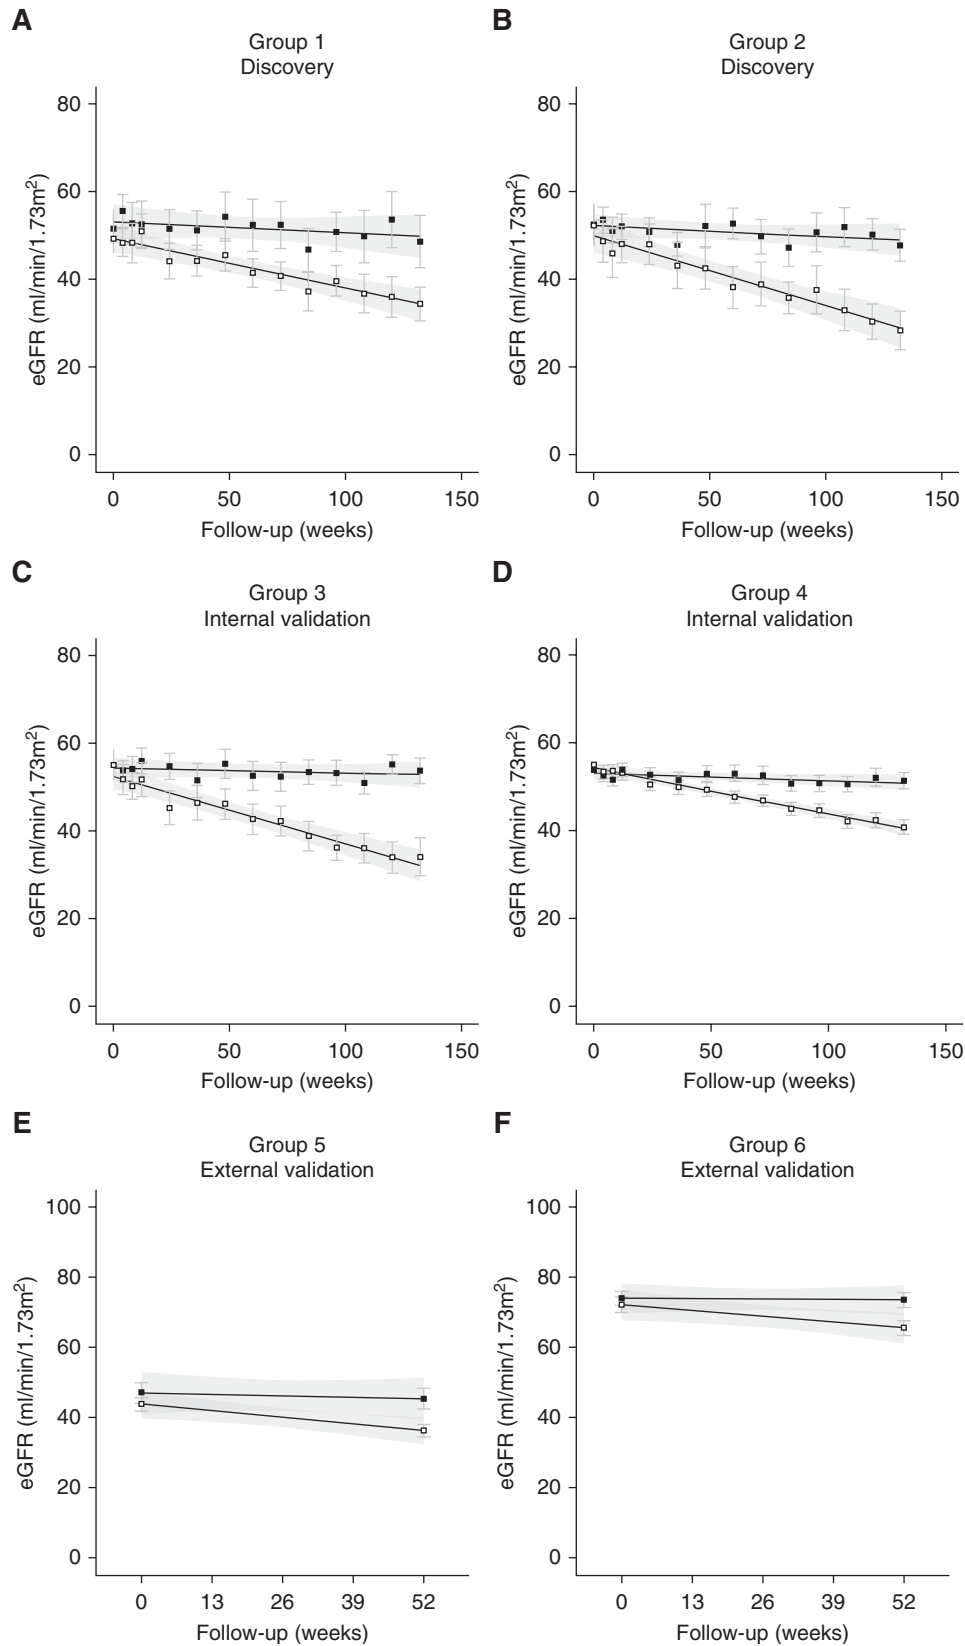 A
Group 1
Discovery
eGFR (ml/min/1.73m²)
80
60
40
20
0
0 50 100 150
Follow-up (weeks)
B
Group 2
Discovery
eGFR (ml/min/1.73m²)
80
60
40
20
0
0 50 100 150
Follow-up (weeks)
C
Group 3
Internal validation
eGFR (ml/min/1.73m²)
80
60
40
20
0
0 50 100 150
Follow-up (weeks)
D
Group 4
Internal validation
eGFR (ml/min/1.73m²)
80
60
40
20
0
0 50 100 150
Follow-up (weeks)
E
Group 5
External validation
eGFR (ml/min/1.73m²)
100
80
60
40
20
0
0 13 26 39 52
Follow-up (weeks)
F
Group 6
External validation
eGFR (ml/min/1.73m²)
100
80
60
40
20
0
0 13 26 39 52
Follow-up (weeks)